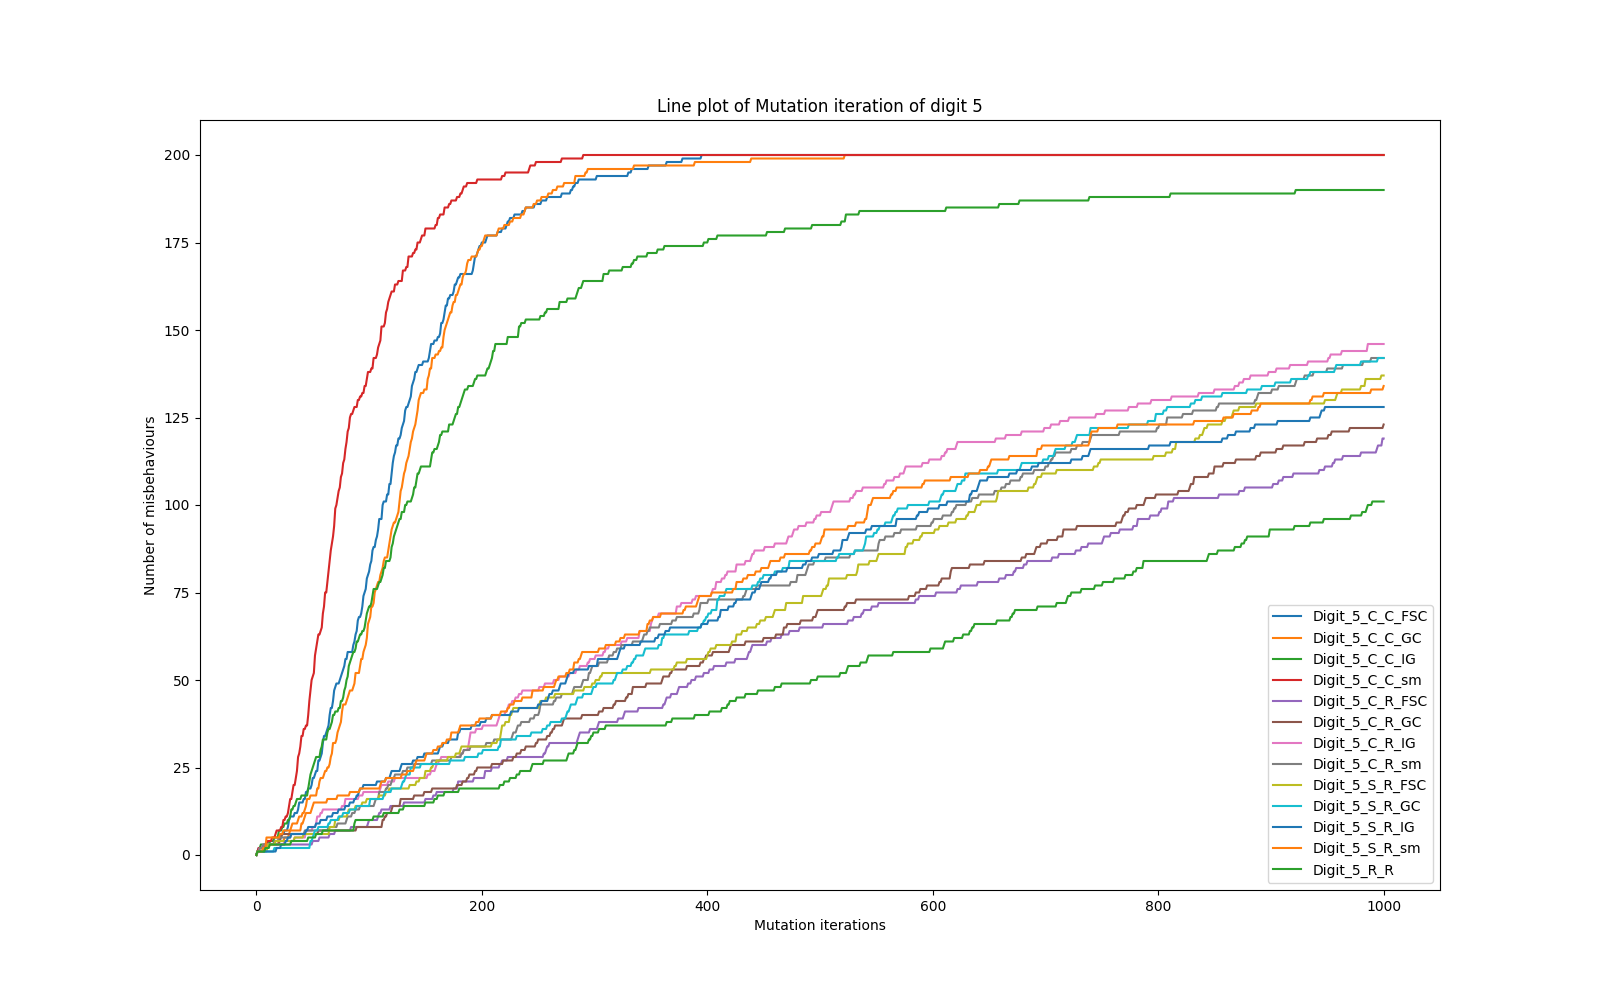 Line plot of Mutation iteration of digit 5
Number of misbehaviours
200
175
150
125
100
75
50
25
0
Digit_5_C_C_FSC
Digit_5_C_C_GC
Digit_5_C_C_IG
Digit_5_C_C_sm
Digit_5_C_R_FSC
Digit_5_C_R_GC
Digit_5_C_R_IG
Digit_5_C_R_sm
Digit_5_S_R_FSC
Digit_5_S_R_GC
Digit_5_S_R_IG
Digit_5_S_R_sm
Digit_5_R_R
0 200 400 600 800 1000
Mutation iterations